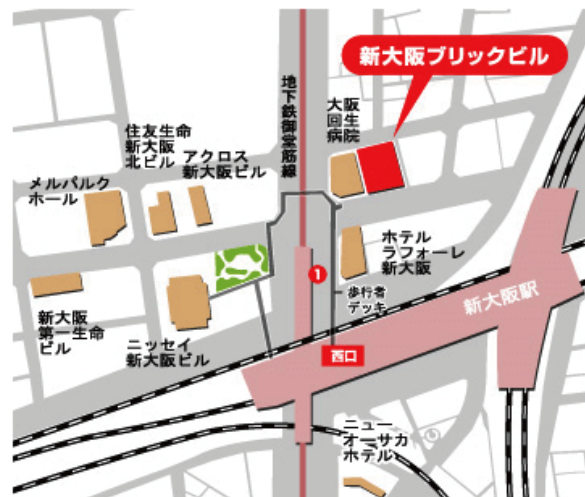 新大阪ブリックビル
地下鉄御堂筋線
大阪
回生
病院
住友生命
新大阪
北ビル
アクロス
新大阪ビル
メルパルク
ホール
ホテル
ラフォーレ
新大阪
1
歩行者
デッキ
新大阪駅
新大阪
第一生命
ビル
ニッセイ
新大阪ビル
西口
ニュー
オーサカ
ホテル